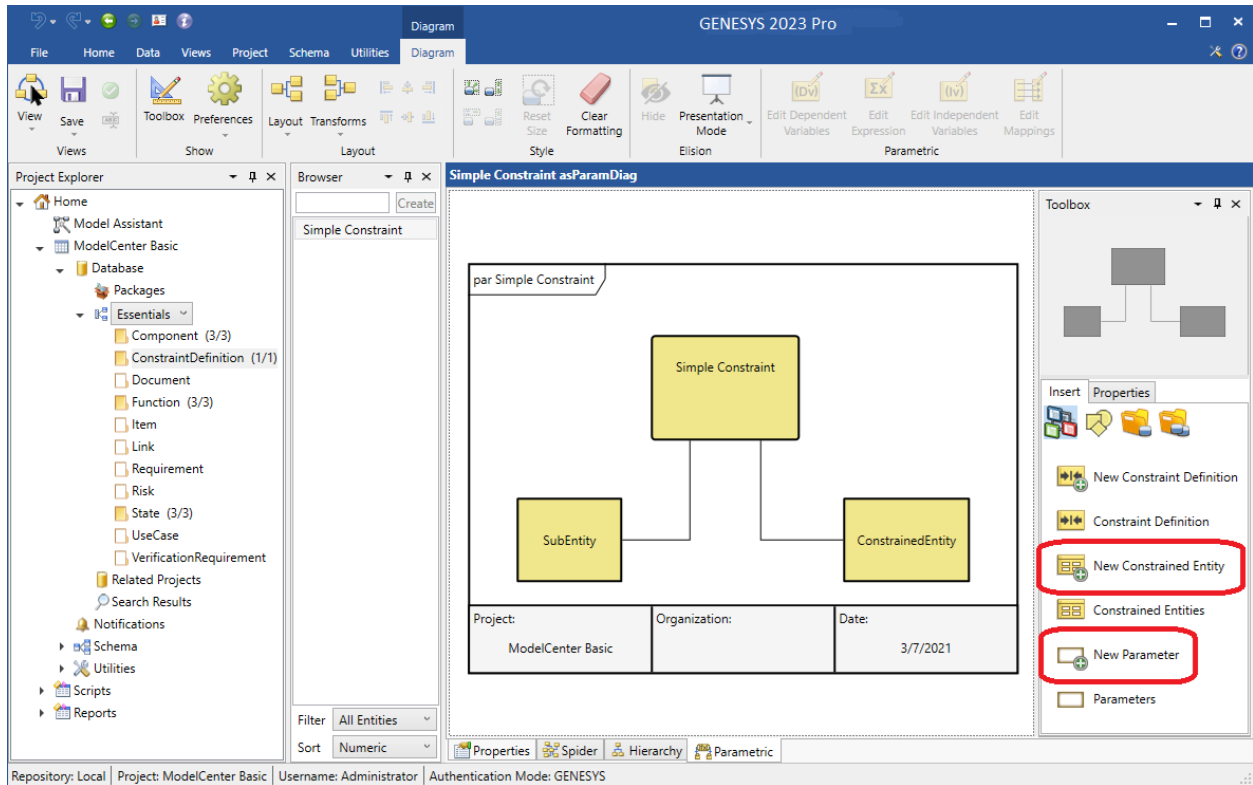 Diagram
GENESYS 2023 Pro
File Home Data Views Project Schema Utilities Diagram
View Save Toolbox Preferences Layout Transforms Reset Size Clear Formatting Hide Presentation Mode Edit Dependent Variables Edit Expression Edit Independent Variables Edit Mappings
Views Show Layout Style Elision Parametric
Project Explorer
Home
Model Assistant
ModelCenter Basic
Database
Packages
Essentials
Component (3/3)
ConstraintDefinition (1/1)
Document
Function (3/3)
Item
Link
Requirement
Risk
State (3/3)
UseCase
VerificationRequirement
Related Projects
Search Results
Notifications
Schema
Utilities
Scripts
Reports
Browser
Create
Simple Constraint
Filter All Entities
Sort Numeric
Simple Constraint asParamDiag
par Simple Constraint
Simple Constraint
SubEntity
ConstrainedEntity
Project:
ModelCenter Basic
Organization:
Date:
3/7/2021
Properties Spider Hierarchy Parametric
Toolbox
Insert Properties
New Constraint Definition
Constraint Definition
New Constrained Entity
Constrained Entities
New Parameter
Parameters
Repository: Local Project: ModelCenter Basic Username: Administrator Authentication Mode: GENESYS